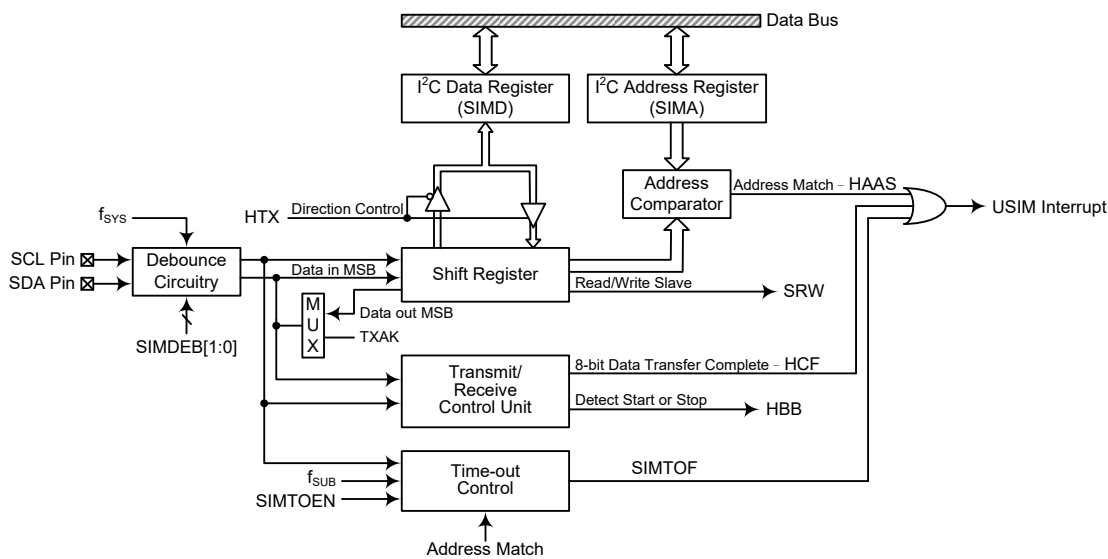 Data Bus
I²C Data Register
(SIMD)
I²C Address Register
(SIMA)
Address
Comparator
Address Match - HAAS
USIM Interrupt
fSYS
HTX
Direction Control
SCL Pin
SDA Pin
Debounce
Circuitry
Data in MSB
Shift Register
Read/Write Slave
SRW
M
U
X
Data out MSB
TXAK
SIMDEB[1:0]
Transmit/
Receive
Control Unit
8-bit Data Transfer Complete - HCF
Detect Start or Stop
HBB
fSUB
SIMTOEN
Time-out
Control
SIMTOF
Address Match